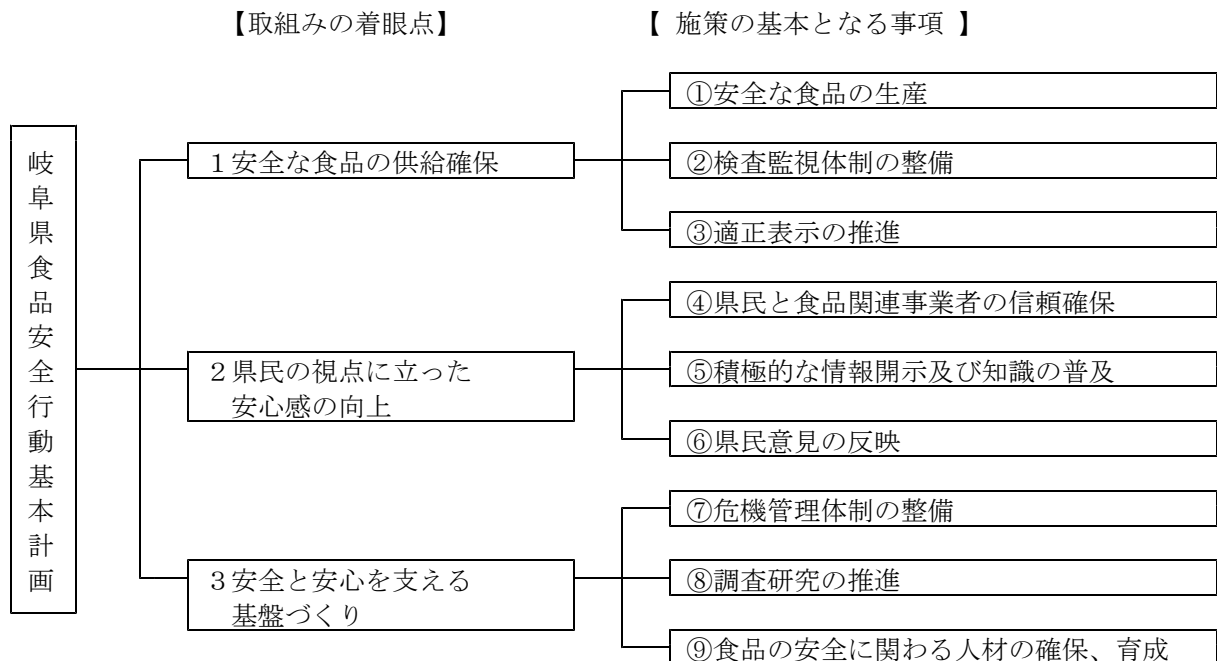 【取組みの着眼点】
【 施策の基本となる事項 】
岐阜県食品安全行動基本計画
1安全な食品の供給確保
①安全な食品の生産
②検査監視体制の整備
③適正表示の推進
2県民の視点に立った
安心感の向上
④県民と食品関連事業者の信頼確保
⑤積極的な情報開示及び知識の普及
⑥県民意見の反映
3安全と安心を支える
基盤づくり
⑦危機管理体制の整備
⑧調査研究の推進
⑨食品の安全に関わる人材の確保、育成